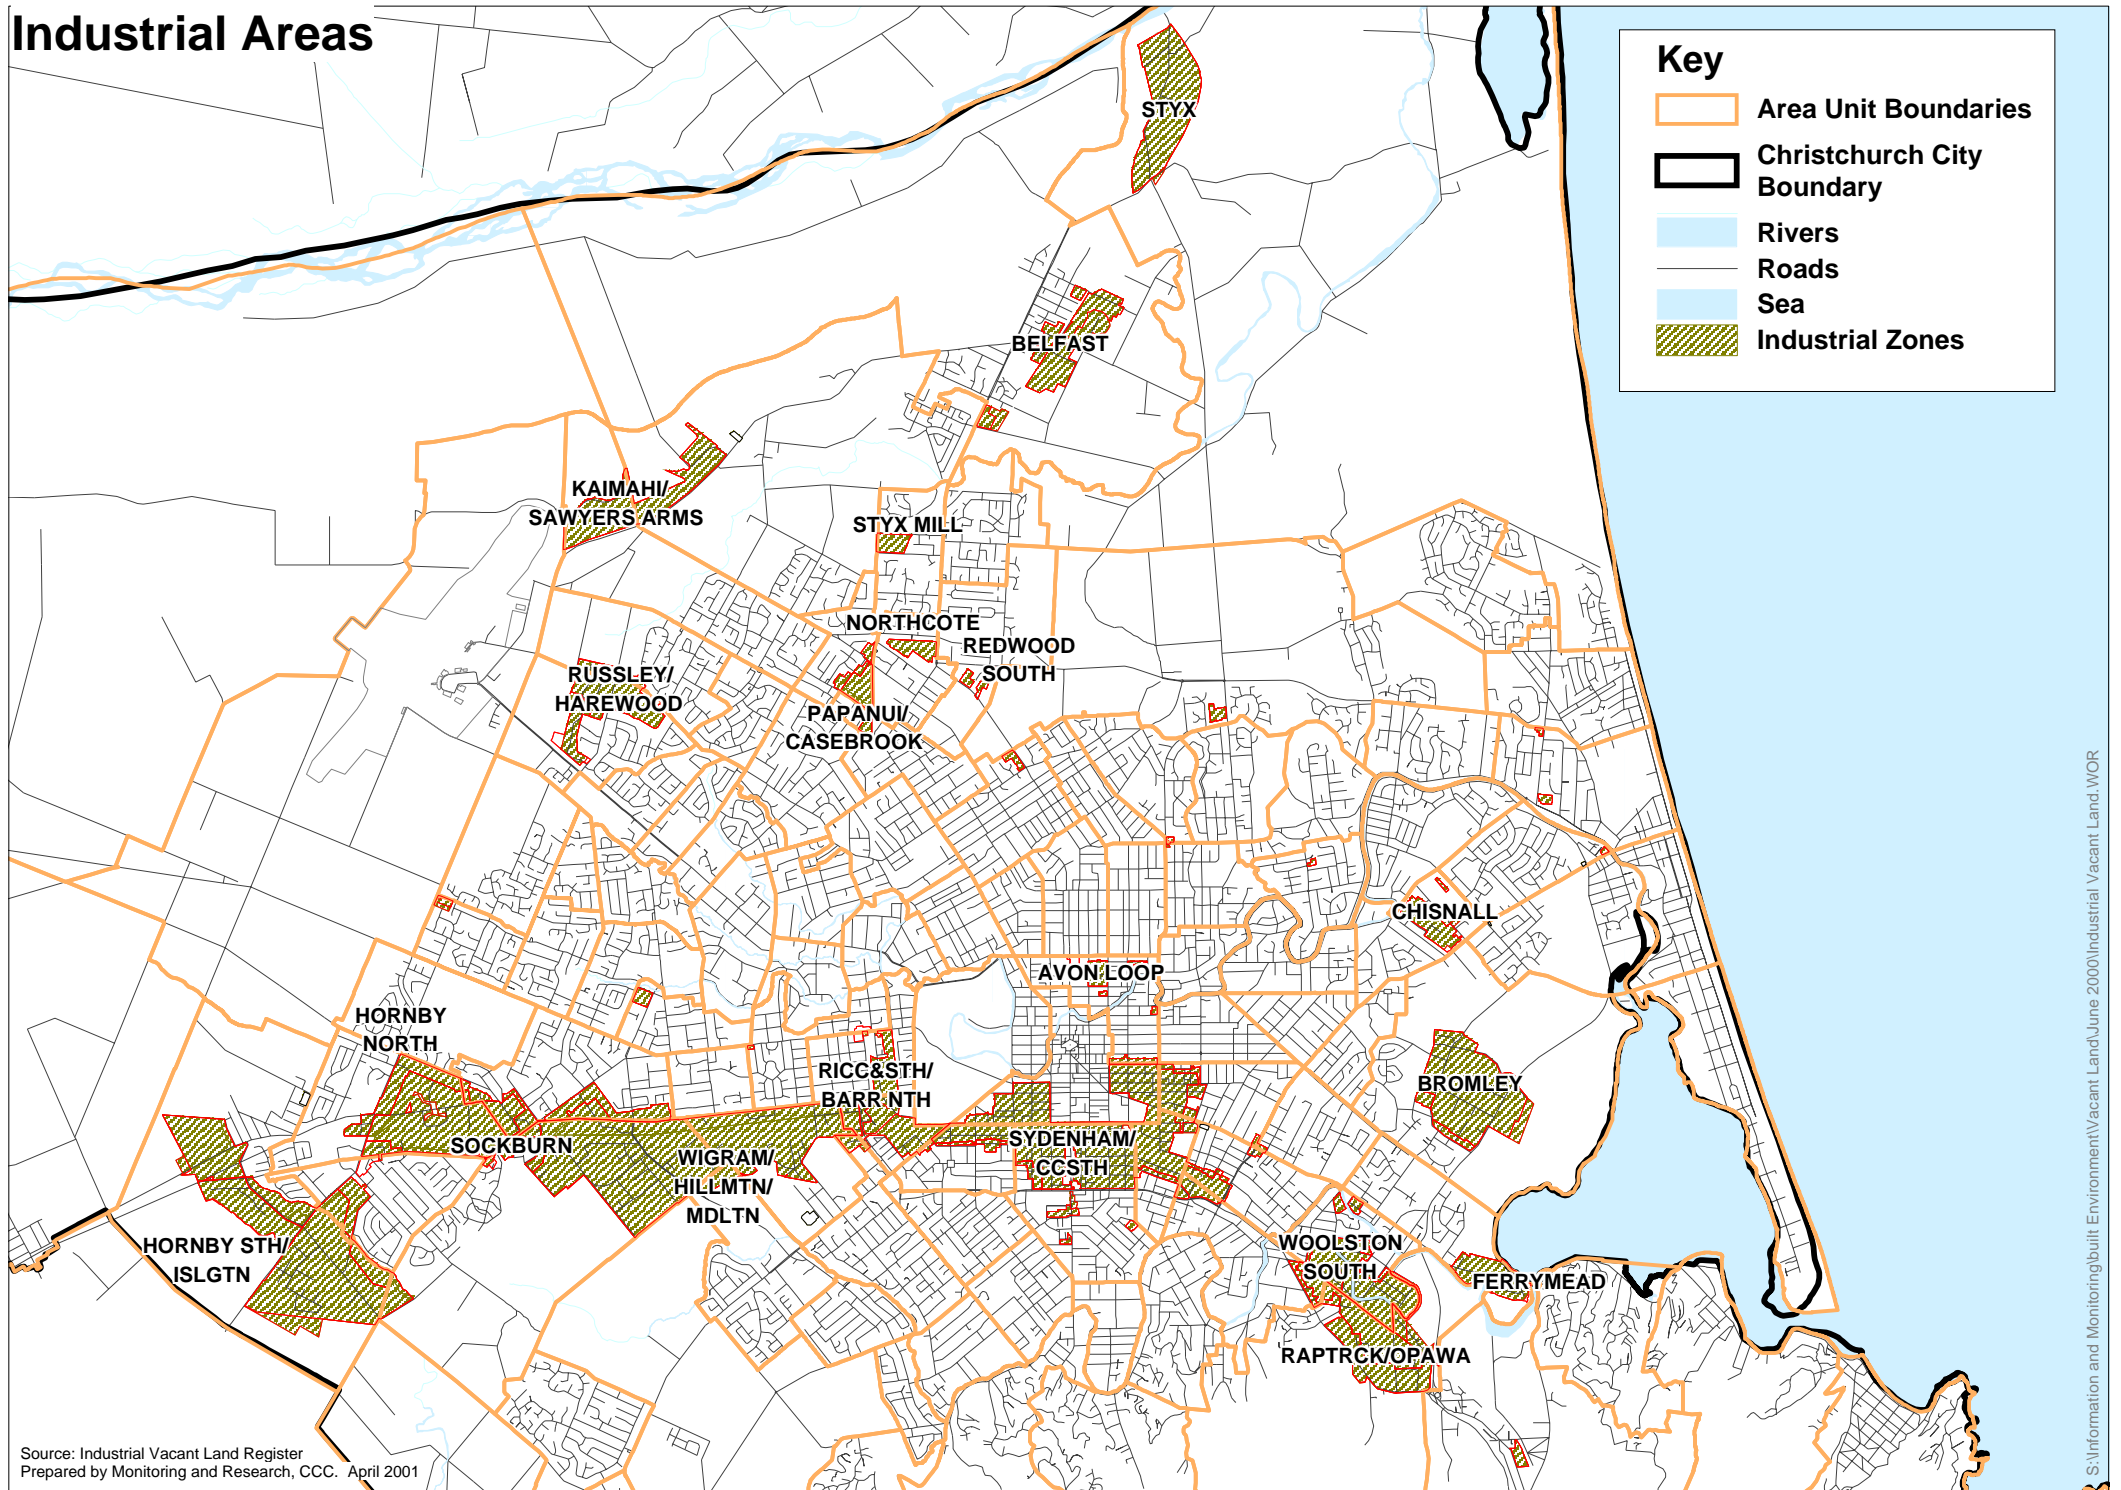 Industrial Areas
Key
Area Unit Boundaries
Christchurch City
Boundary
Rivers
Roads
Sea
Industrial Zones
STYX
BELFAST
KAIMAHI/
SAWYERS ARMS
STYX MILL
NORTHCOTE
REDWOOD
SOUTH
RUSSLEY/
HAREWOOD
PAPANUI/
CASEBROOK
CHISNALL
AVON LOOP
HORNBY
NORTH
RICC&STH/
BARR NTH
BROMLEY
SOCKBURN
SYDENHAM/
CCSTH
WIGRAM/
HILLMTN/
MDLTN
HORNBY STH/
ISLGTN
WOOLSTON
SOUTH
FERRYMEAD
RAPTRCK/OPAWA
Source: Industrial Vacant Land Register
Prepared by Monitoring and Research, CCC. April 2001
S:\Information and Monitoring\built Environment\Vacant Land\June 2000\Industrial Vacant Land.WOR